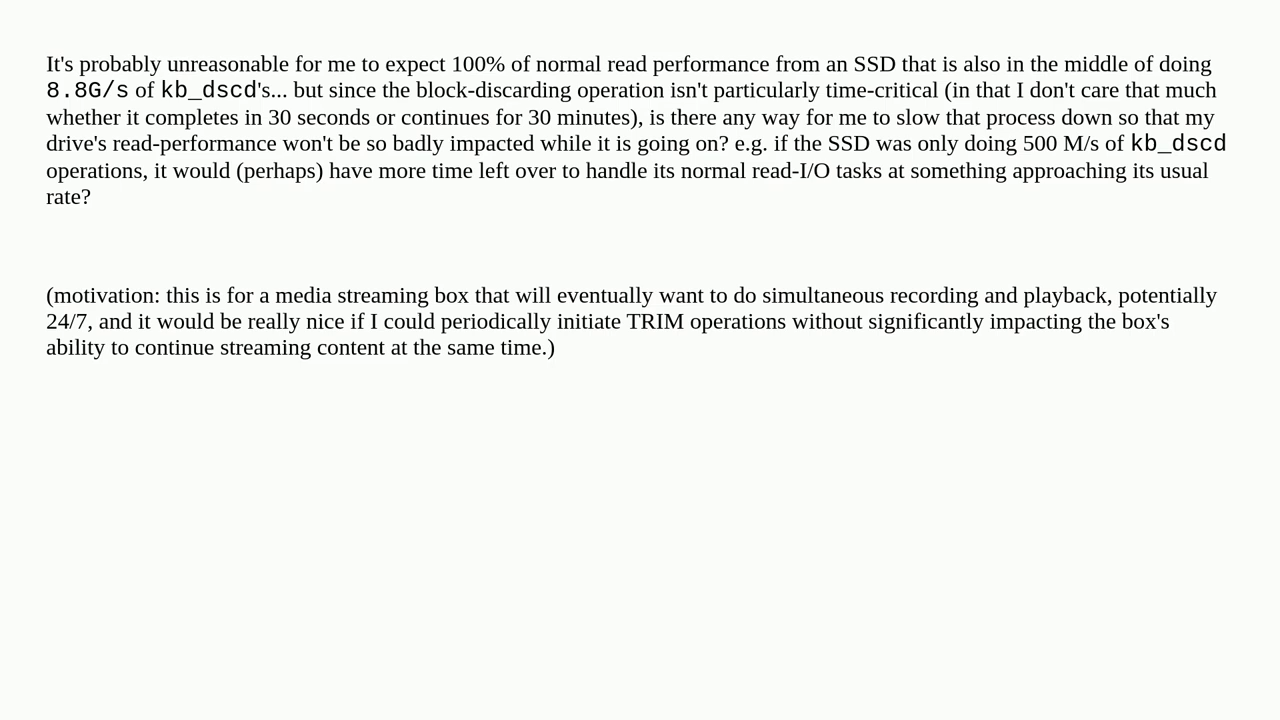 It's probably unreasonable for me to expect 100% of normal read performance from an SSD that is also in the middle of doing
8.8G/s of kb_dscd's... but since the block-discarding operation isn't particularly time-critical (in that I don't care that much
whether it completes in 30 seconds or continues for 30 minutes), is there any way for me to slow that process down so that my
drive's read-performance won't be so badly impacted while it is going on? e.g. if the SSD was only doing 500 M/s of kb_dscd
operations, it would (perhaps) have more time left over to handle its normal read-I/O tasks at something approaching its usual
rate?
(motivation: this is for a media streaming box that will eventually want to do simultaneous recording and playback, potentially
24/7, and it would be really nice if I could periodically initiate TRIM operations without significantly impacting the box's
ability to continue streaming content at the same time.)